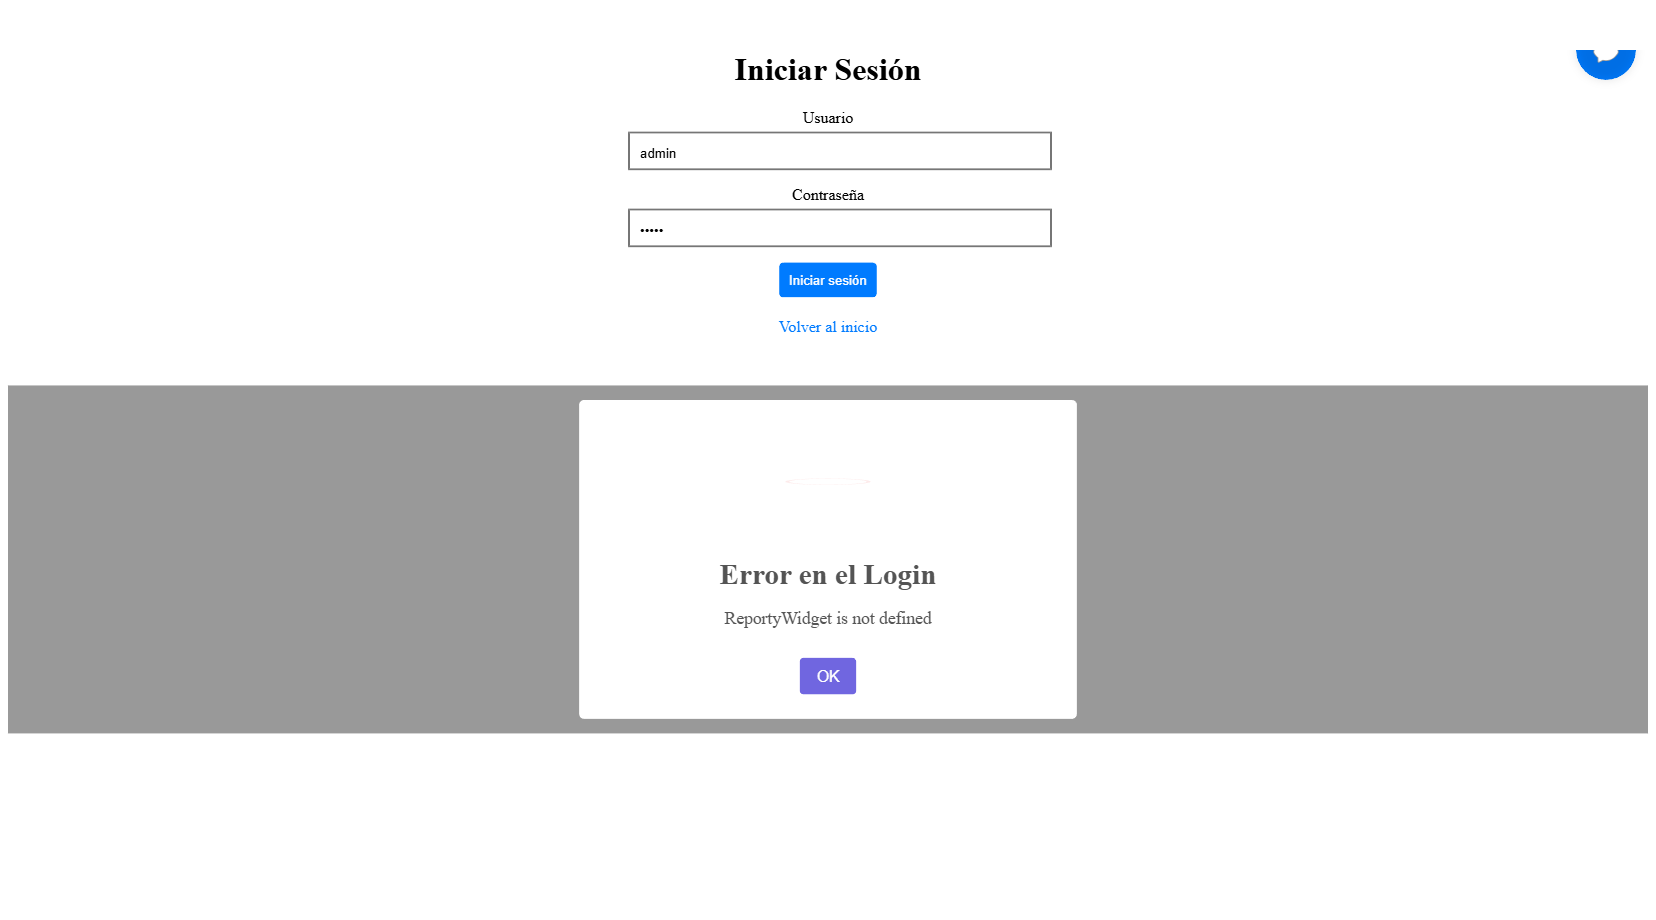 Iniciar Sesión
Usuario
admin
Contraseña
•••••
Iniciar sesión
Volver al inicio
Error en el Login
ReportyWidget is not defined
OK